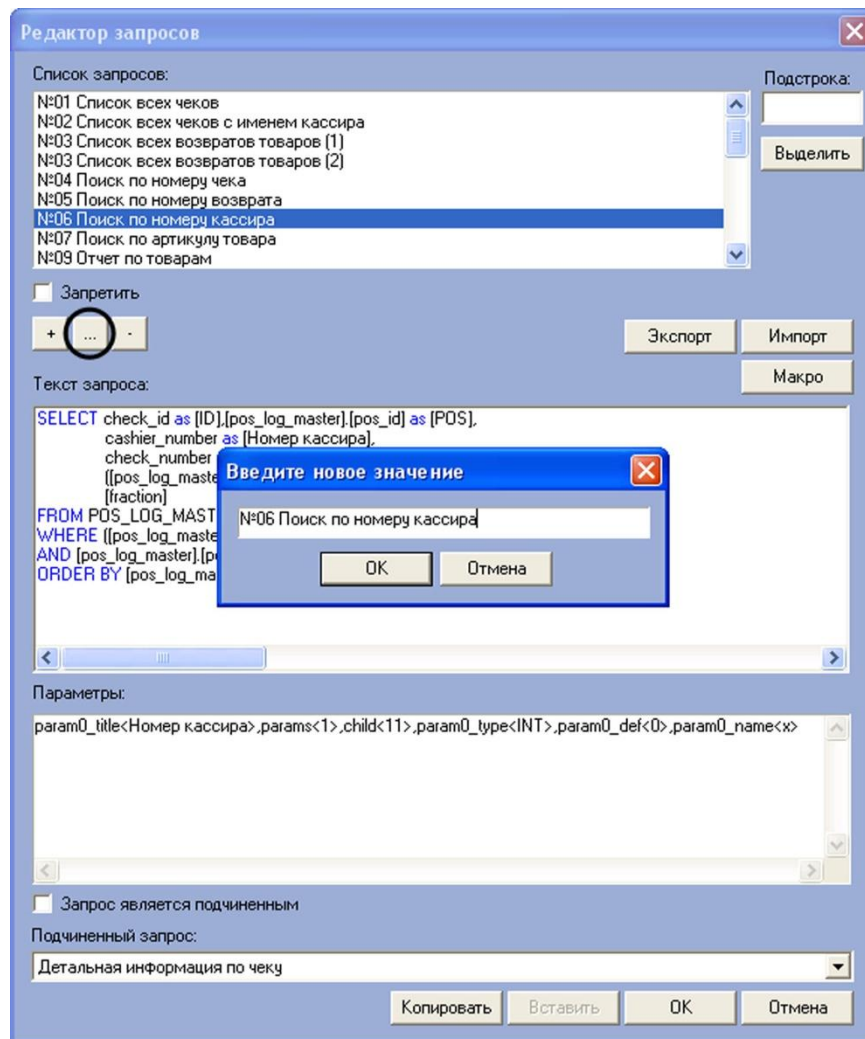 Редактор запросов
Список запросов:
Подстрока:
№01 Список всех чеков
№02 Список всех чеков с именем кассира
№03 Список всех возвратов товаров (1)
№03 Список всех возвратов товаров (2)
№04 Поиск по номеру чека
№05 Поиск по номеру возврата
№06 Поиск по номеру кассира
№07 Поиск по артикулу товара
№09 Отчет по товарам
Выделить
Запретить
+ ... -
Экспорт Импорт
Макро
Текст запроса:
SELECT check_id as [ID],[pos_log_master].[pos_id] as [POS],
cashier_number as [Номер кассира],
check_number
([pos_log_maste
[fraction]
FROM POS_LOG_MAST
WHERE ([pos_log_maste
AND [pos_log_master].[po
ORDER BY [pos_log_ma
Введите новое значение
№06 Поиск по номеру кассира
OK Отмена
Параметры:
param0_title<Номер кассира>,params<1>,child<11>,param0_type<INT>,param0_def<0>,param0_name<x>
Запрос является подчиненным
Подчиненный запрос:
Детальная информация по чеку
Копировать Вставить OK Отмена